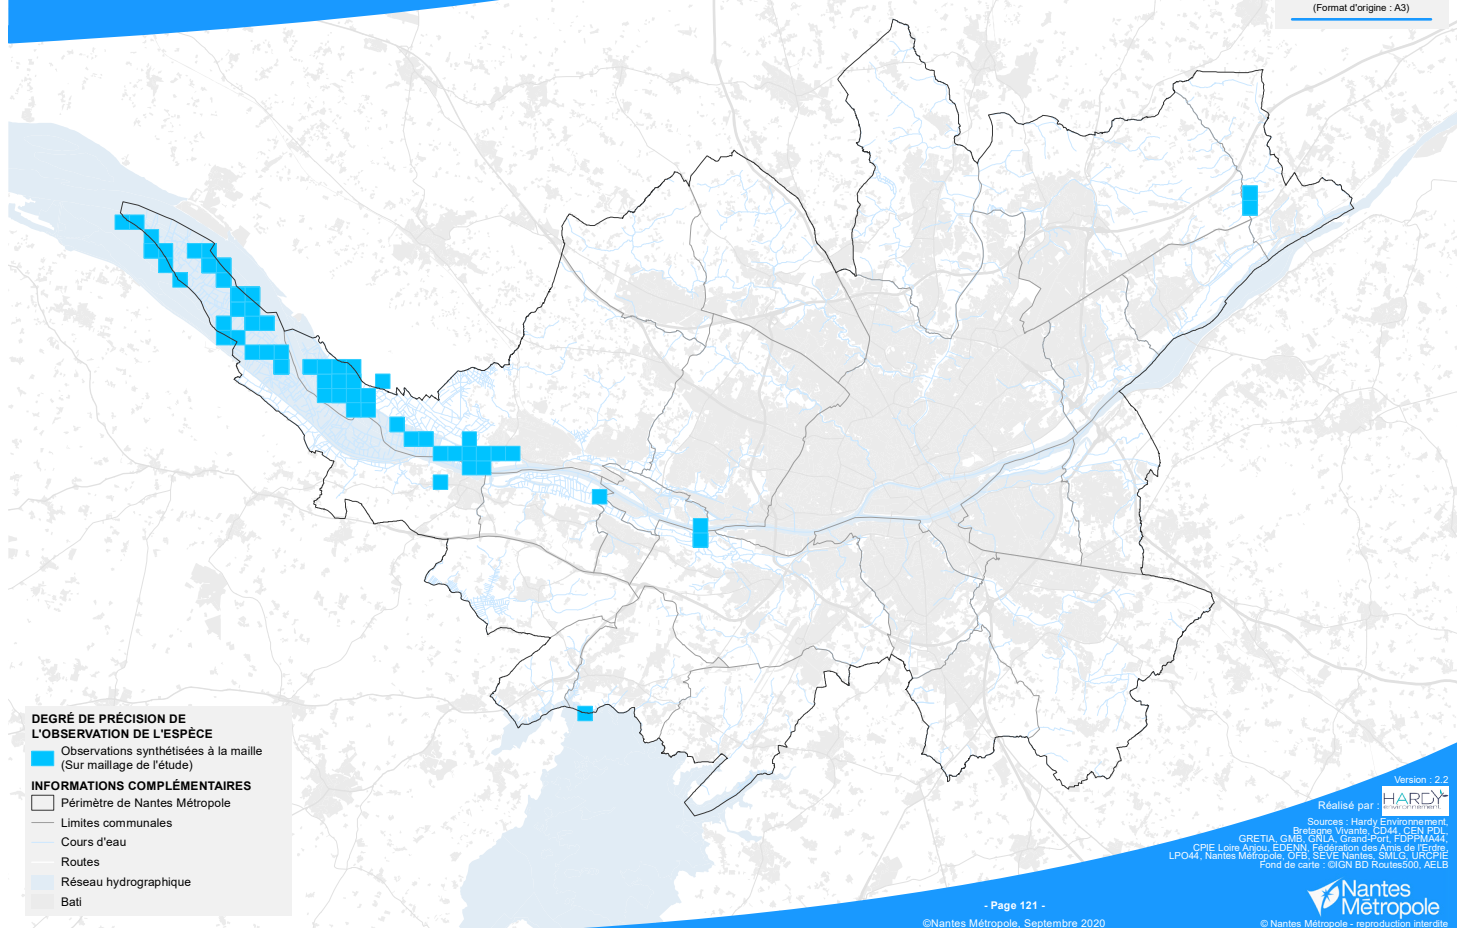 (Format d'origine : A3)
DEGRÉ DE PRÉCISION DE
L'OBSERVATION DE L'ESPÈCE
Observations synthétisées à la maille
(Sur maillage de l'étude)
INFORMATIONS COMPLÉMENTAIRES
Périmètre de Nantes Métropole
Limites communales
Cours d'eau
Routes
Réseau hydrographique
Bati
Version : 2.2
Réalisé par :
HARDY
environnement
Sources : Hardy Environnement,
Bretagne Vivante, CD44, CEN PDL,
GRETIA, GMB, GNLA, Grand-Port, FDPPMA44,
CPIE Loire Anjou, EDENN, Fédération des Amis de l'Erdre,
LPO44, Nantes Métropole, OFB, SEVE Nantes, SMLG, URCPIE
Fond de carte : ©IGN BD Routes500, AELB
Nantes
Métropole
- Page 121 -
©Nantes Métropole, Septembre 2020
© Nantes Métropole - reproduction interdite